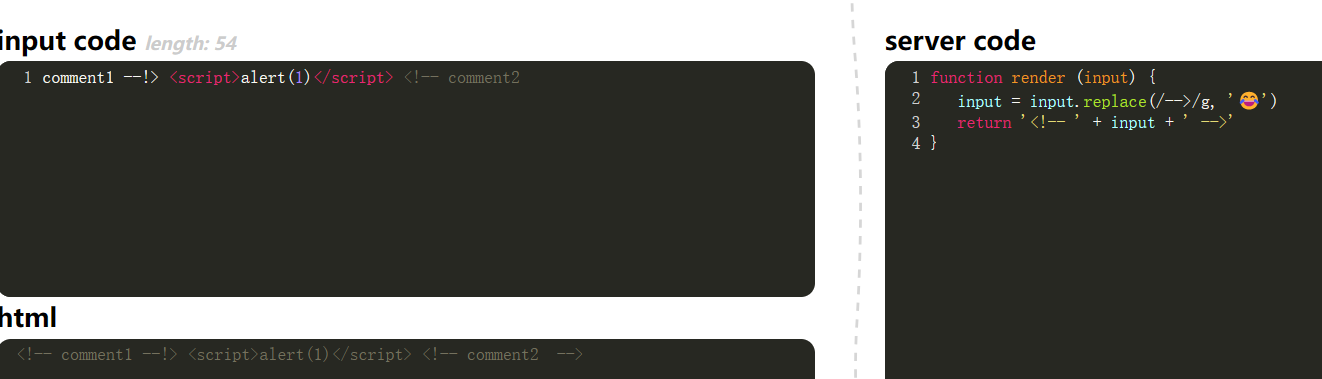 input code length: 54
1 comment1 --!> <script>alert(1)</script> <!-- comment2
html
<!-- comment1 --!> <script>alert(1)</script> <!-- comment2  -->
server code
1 function render (input) {
2 input = input.replace(/-->/g, '😂')
3 return '<!-- ' + input + ' -->'
4 }